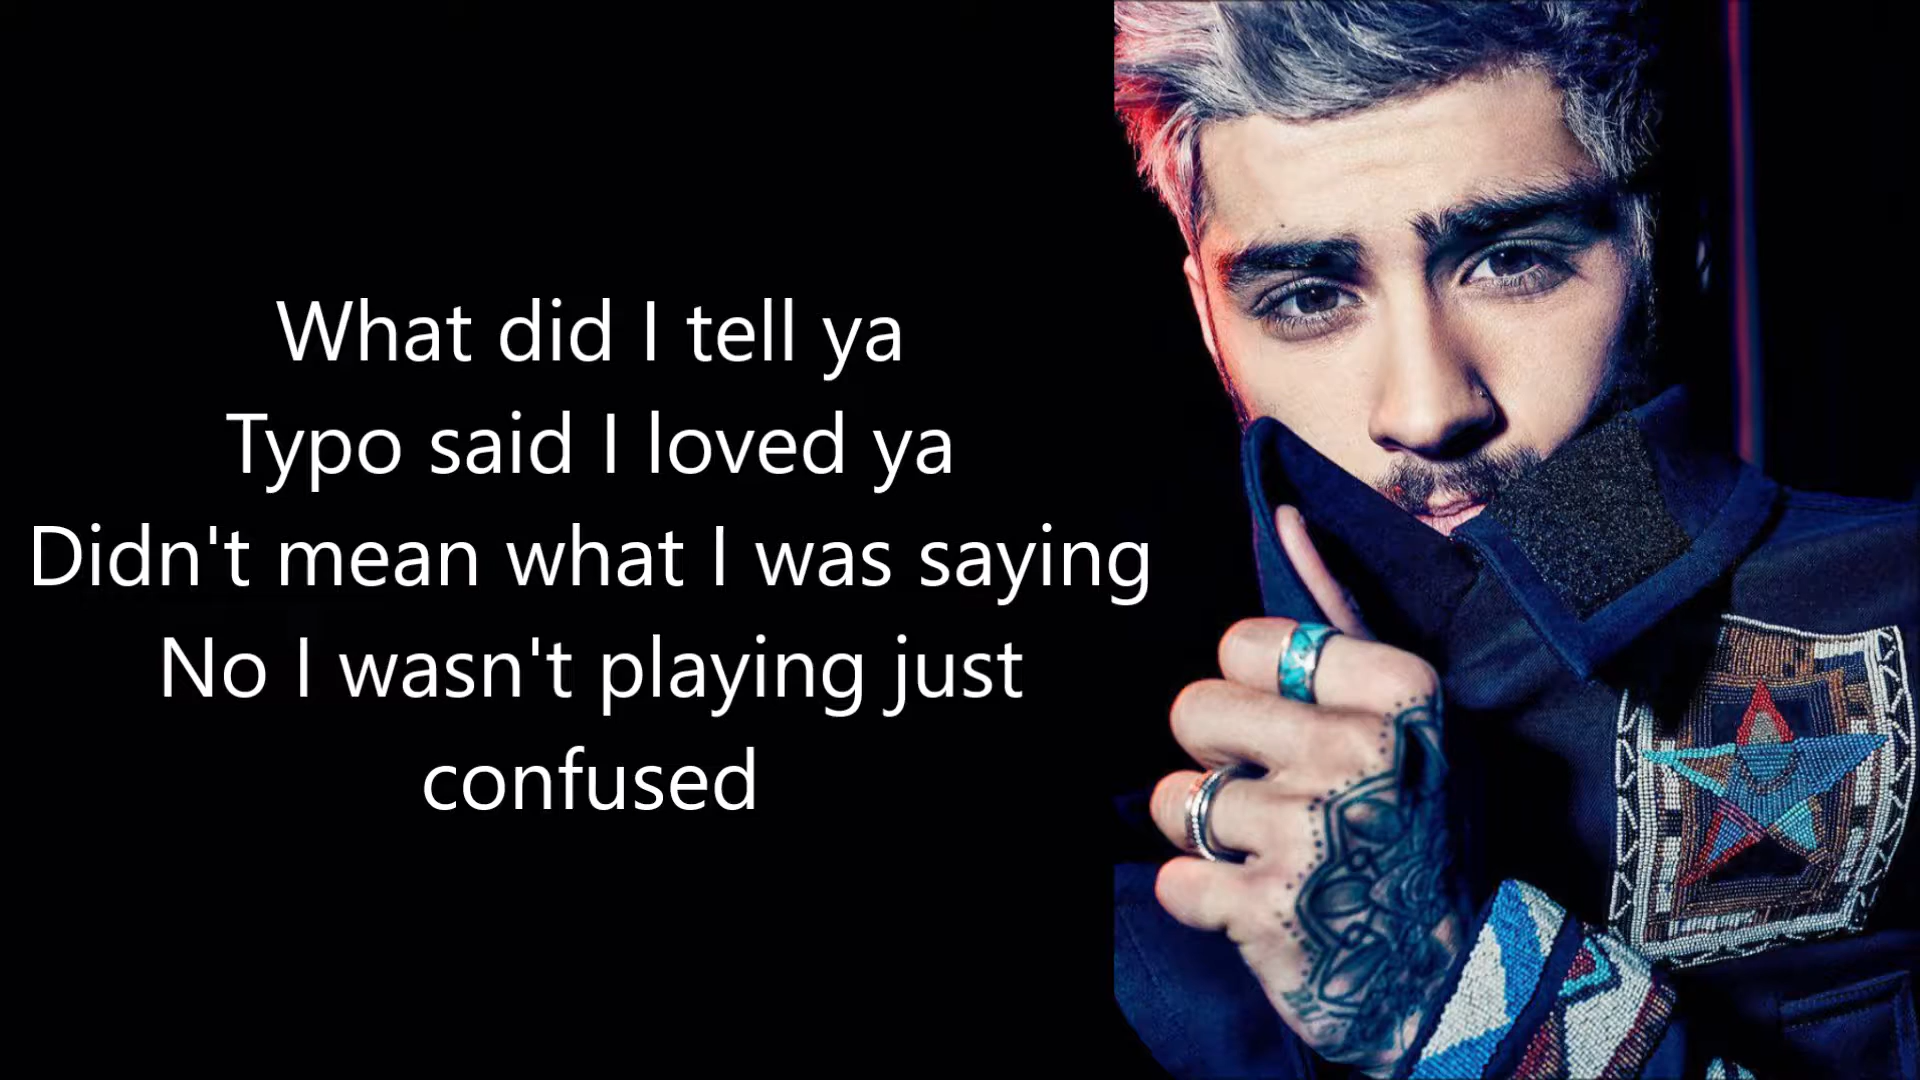 What did I tell ya
Typo said I loved ya
Didn't mean what I was saying
No I wasn't playing just
confused